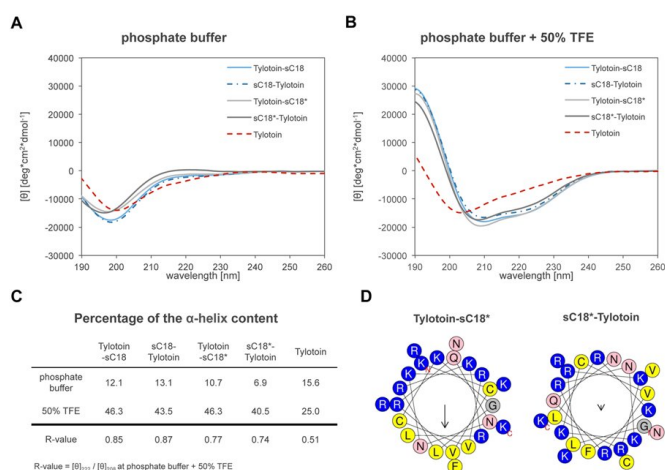 A
phosphate buffer
40000
30000
20000
10000
0
-10000
-20000
-30000
[θ] [deg*cm²*dmol⁻¹]
190 200 210 220 230 240 250 260
wavelength [nm]
Tylotoin-sC18
sC18-Tylotoin
Tylotoin-sC18*
sC18*-Tylotoin
Tylotoin
B
phosphate buffer + 50% TFE
40000
30000
20000
10000
0
-10000
-20000
-30000
[θ] [deg*cm²*dmol⁻¹]
190 200 210 220 230 240 250 260
wavelength [nm]
Tylotoin-sC18
sC18-Tylotoin
Tylotoin-sC18*
sC18*-Tylotoin
Tylotoin
C
Percentage of the α-helix content
Tylotoin -sC18 sC18- Tylotoin Tylotoin -sC18* sC18*- Tylotoin Tylotoin
phosphate buffer 12.1 13.1 10.7 6.9 15.6
50% TFE 46.3 43.5 46.3 40.5 25.0
R-value 0.85 0.87 0.77 0.74 0.51
R-value = [θ]₂₂₂ / [θ]₂₀₈ at phosphate buffer + 50% TFE
D
Tylotoin-sC18*
N
R K K Q
R K K
K C
K G
R R N K
C
L N L V V
F
sC18*-Tylotoin
R C R N N
R K V
R V
Q K
K L G N
K L F R R C K